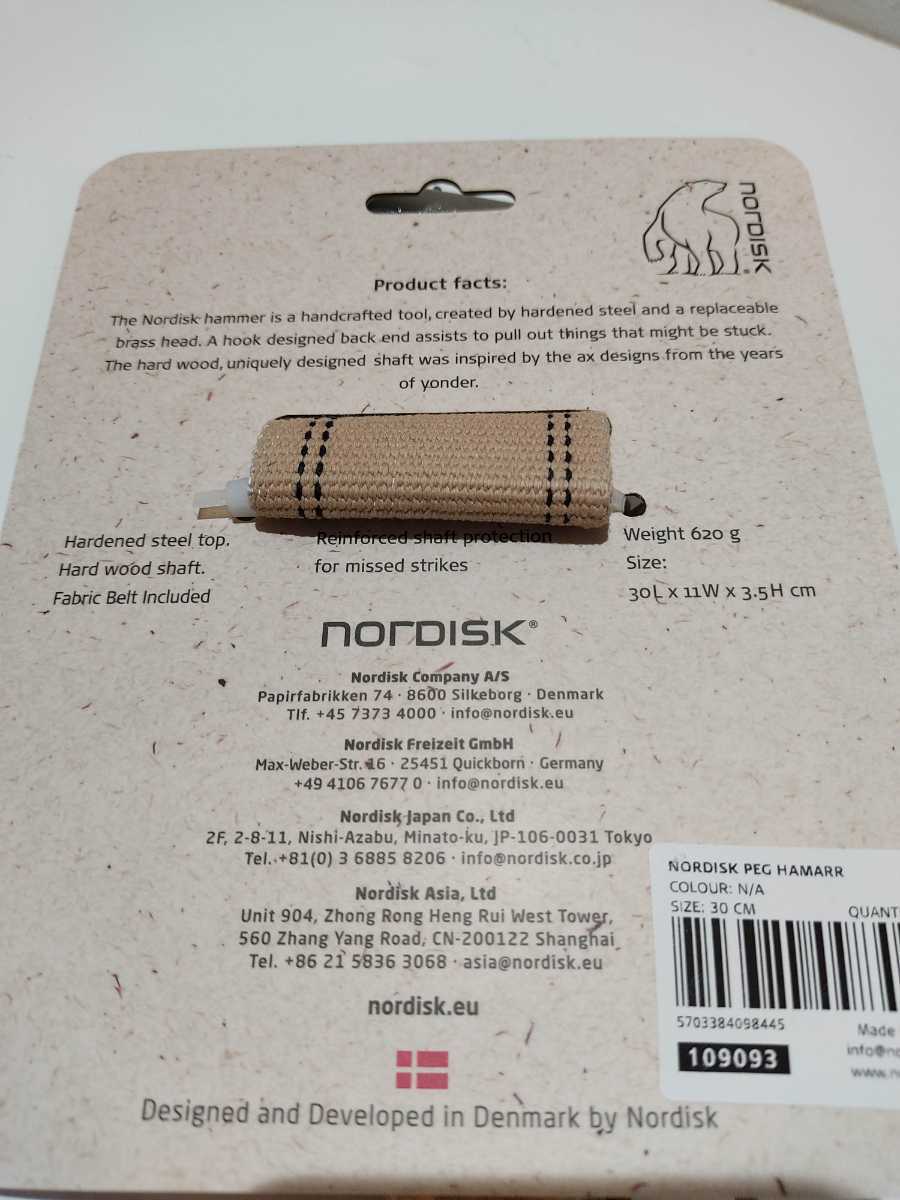 nordisk
Product facts:
The Nordisk hammer is a handcrafted tool, created by hardened steel and a replaceable
brass head. A hook designed back end assists to pull out things that might be stuck.
The hard wood, uniquely designed shaft was inspired by the ax designs from the years
of yonder.
Hardened steel top.
Hard wood shaft.
Fabric Belt Included
Reinforced shaft protection
for missed strikes
Weight 620 g
Size:
30L x 11W x 3.5H cm
nordisk®
Nordisk Company A/S
Papirfabrikken 74 · 8600 Silkeborg · Denmark
Tlf. +45 7373 4000 · info@nordisk.eu
Nordisk Freizeit GmbH
Max-Weber-Str. 16 · 25451 Quickborn · Germany
+49 4106 7677 0 · info@nordisk.eu
Nordisk Japan Co., Ltd
2F, 2-8-11, Nishi-Azabu, Minato-ku, JP-106-0031 Tokyo
Tel. +81(0) 3 6885 8206 · info@nordisk.co.jp
Nordisk Asia, Ltd
Unit 904, Zhong Rong Heng Rui West Tower,
560 Zhang Yang Road, CN-200122 Shanghai
Tel. +86 21 5836 3068 · asia@nordisk.eu
nordisk.eu
Designed and Developed in Denmark by Nordisk
NORDISK PEG HAMARR
COLOUR: N/A
SIZE: 30 CM
QUANT
5703384098445
109093
Made
info@no
www.n